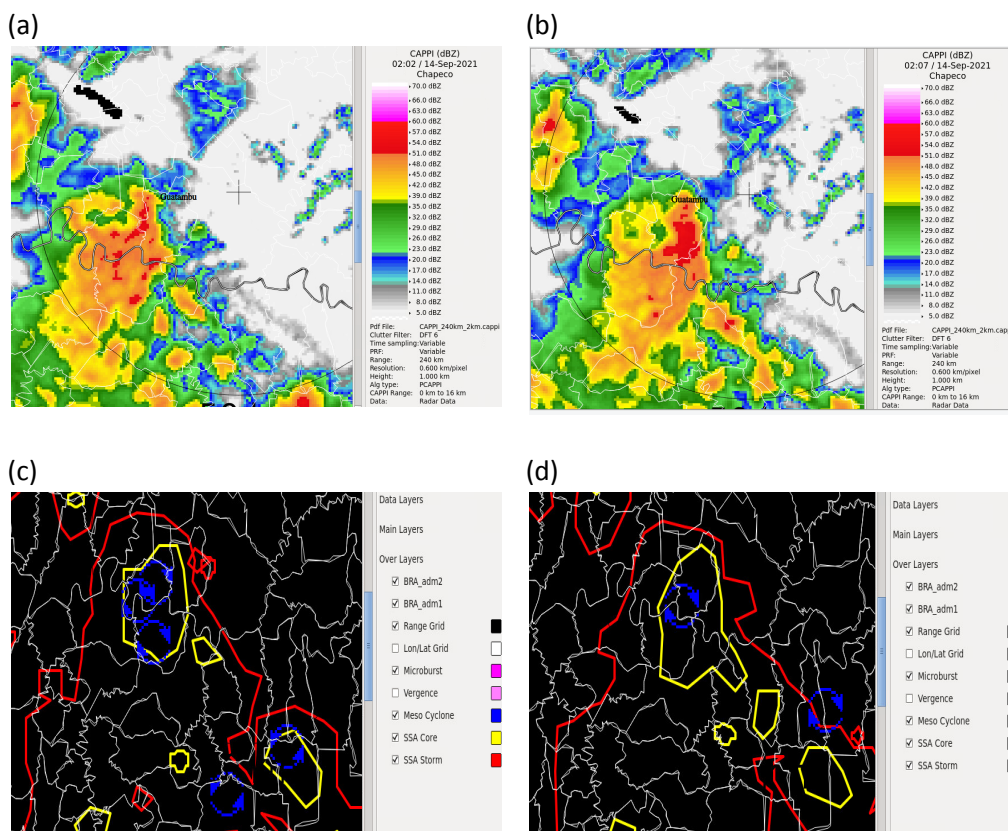 (a)
Guatambu
CAPPI (dBZ)
02:02 / 14-Sep-2021
Chapeco
70.0 dBZ
66.0 dBZ
63.0 dBZ
60.0 dBZ
57.0 dBZ
54.0 dBZ
51.0 dBZ
48.0 dBZ
45.0 dBZ
42.0 dBZ
39.0 dBZ
38.0 dBZ
35.0 dBZ
32.0 dBZ
29.0 dBZ
26.0 dBZ
23.0 dBZ
20.0 dBZ
17.0 dBZ
14.0 dBZ
11.0 dBZ
8.0 dBZ
5.0 dBZ
Pdf File: CAPPI_240km_2km.cappi
Clutter Filter: DFT 6
Time sampling:Variable
PRF: Variable
Range: 240 km
Resolution: 0.600 km/pixel
Height: 1.000 km
Alg type: PCAPPI
CAPPI Range: 0 km to 16 km
Data: Radar Data
(b)
Guatambu
CAPPI (dBZ)
02:07 / 14-Sep-2021
Chapeco
70.0 dBZ
66.0 dBZ
63.0 dBZ
60.0 dBZ
57.0 dBZ
54.0 dBZ
51.0 dBZ
48.0 dBZ
45.0 dBZ
42.0 dBZ
39.0 dBZ
38.0 dBZ
35.0 dBZ
32.0 dBZ
29.0 dBZ
26.0 dBZ
23.0 dBZ
20.0 dBZ
17.0 dBZ
14.0 dBZ
11.0 dBZ
8.0 dBZ
5.0 dBZ
Pdf File: CAPPI_240km_2km.cap
Clutter Filter: DFT 6
Time sampling:Variable
PRF: Variable
Range: 240 km
Resolution: 0.600 km/pixel
Height: 1.000 km
Alg type: PCAPPI
CAPPI Range: 0 km to 16 km
Data: Radar Data
(c)
Data Layers
Main Layers
Over Layers
BRA_adm2
BRA_adm1
Range Grid
Lon/Lat Grid
Microburst
Vergence
Meso Cyclone
SSA Core
SSA Storm
(d)
Data Layers
Main Layers
Over Layers
BRA_adm2
BRA_adm1
Range Grid
Lon/Lat Grid
Microburst
Vergence
Meso Cyclone
SSA Core
SSA Storm